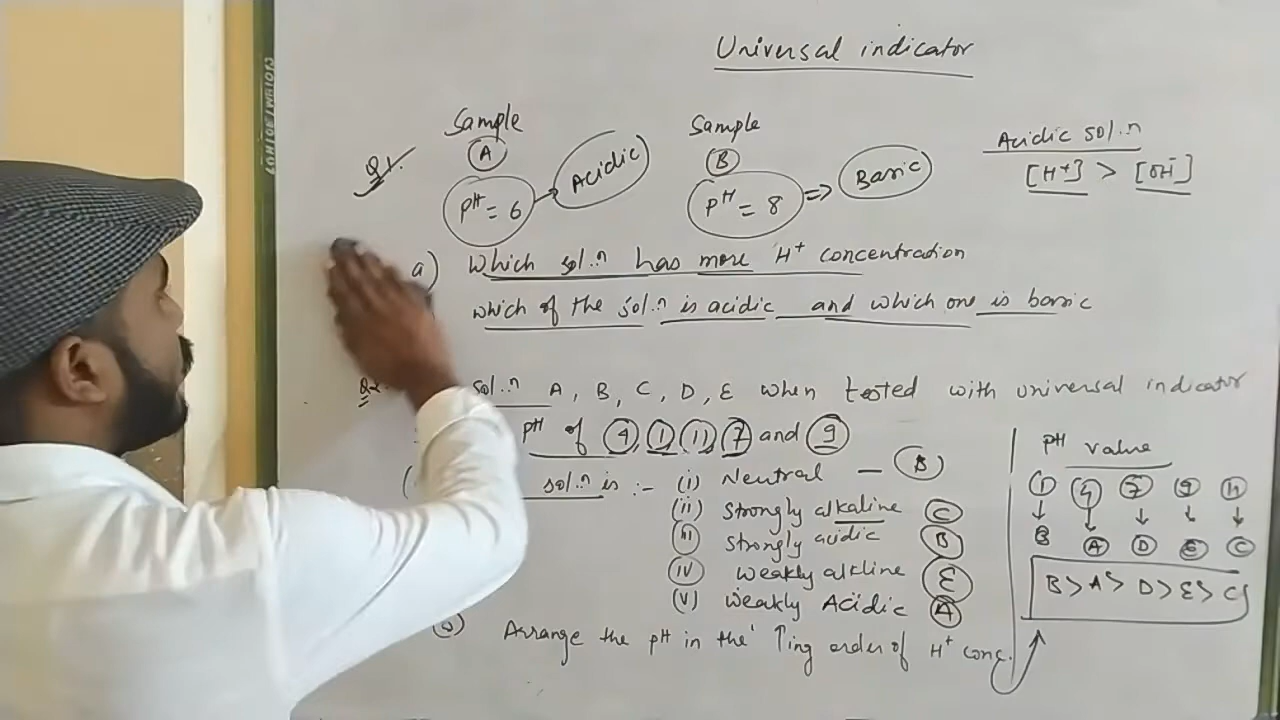 Universal indicator
Sample Sample Acidic sol.n
Q1. A Acidic B Basic [H+] > [OH-]
pH = 6 pH = 8 =>
a) Which sol.n has more H+ concentration
which of the sol.n is acidic and which one is basic
Q2. sol.n A, B, C, D, E when tested with universal indicator
pH of 4, 1, 11, 7 and 9
sol.n is :- (i) Neutral - B
(ii) Strongly alkaline C
(iii) Strongly acidic B
(iv) weakly alkline E
(v) weakly Acidic A
(b) Arrange the pH in the ↑ing order of H+ conc.
pH value
1 4 7 9 11
B A D E C
B > A > D > E > C